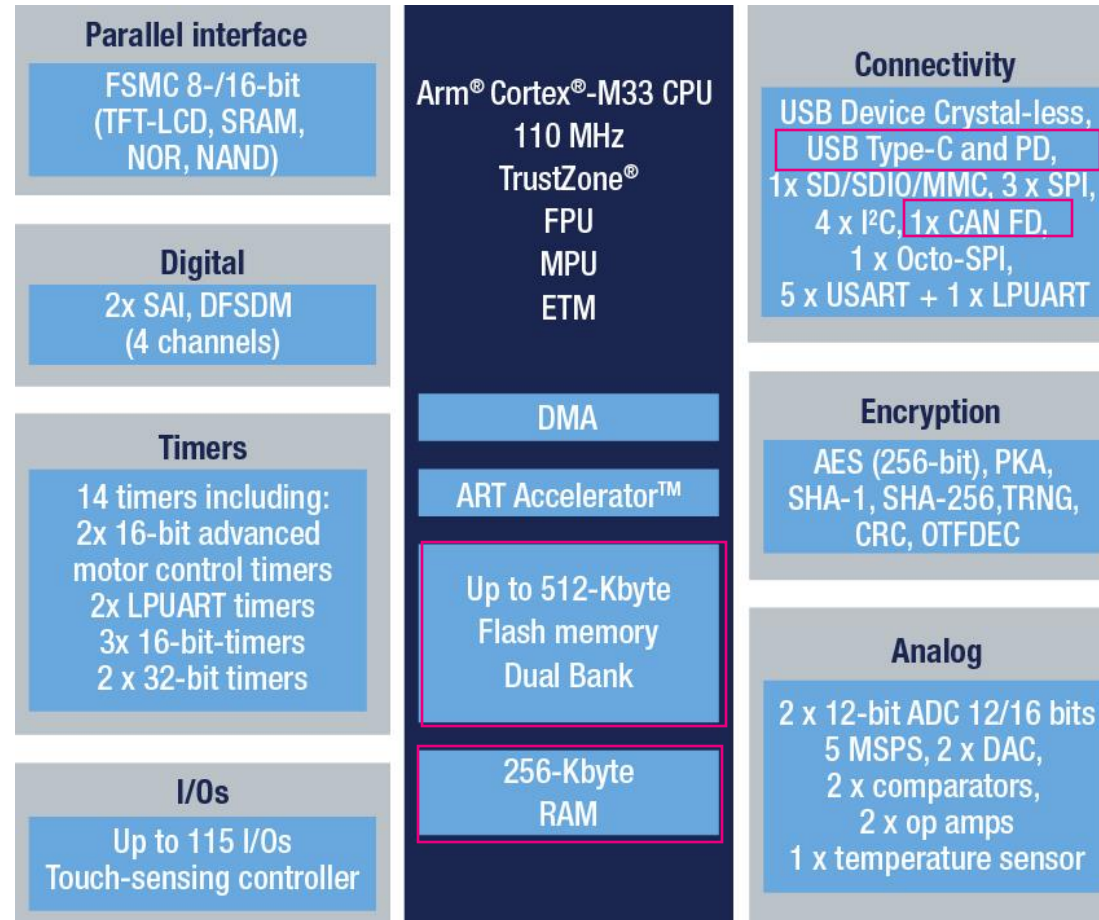 Parallel interface
FSMC 8-/16-bit
(TFT-LCD, SRAM,
NOR, NAND)
Digital
2x SAI, DFSDM
(4 channels)
Timers
14 timers including:
2x 16-bit advanced
motor control timers
2x LPUART timers
3x 16-bit-timers
2 x 32-bit timers
I/Os
Up to 115 I/Os
Touch-sensing controller
Arm® Cortex®-M33 CPU
110 MHz
TrustZone®
FPU
MPU
ETM
DMA
ART Accelerator™
Up to 512-Kbyte
Flash memory
Dual Bank
256-Kbyte
RAM
Connectivity
USB Device Crystal-less,
USB Type-C and PD,
1x SD/SDIO/MMC, 3 x SPI,
4 x I²C, 1x CAN FD,
1 x Octo-SPI,
5 x USART + 1 x LPUART
Encryption
AES (256-bit), PKA,
SHA-1, SHA-256,TRNG,
CRC, OTFDEC
Analog
2 x 12-bit ADC 12/16 bits
5 MSPS, 2 x DAC,
2 x comparators,
2 x op amps
1 x temperature sensor